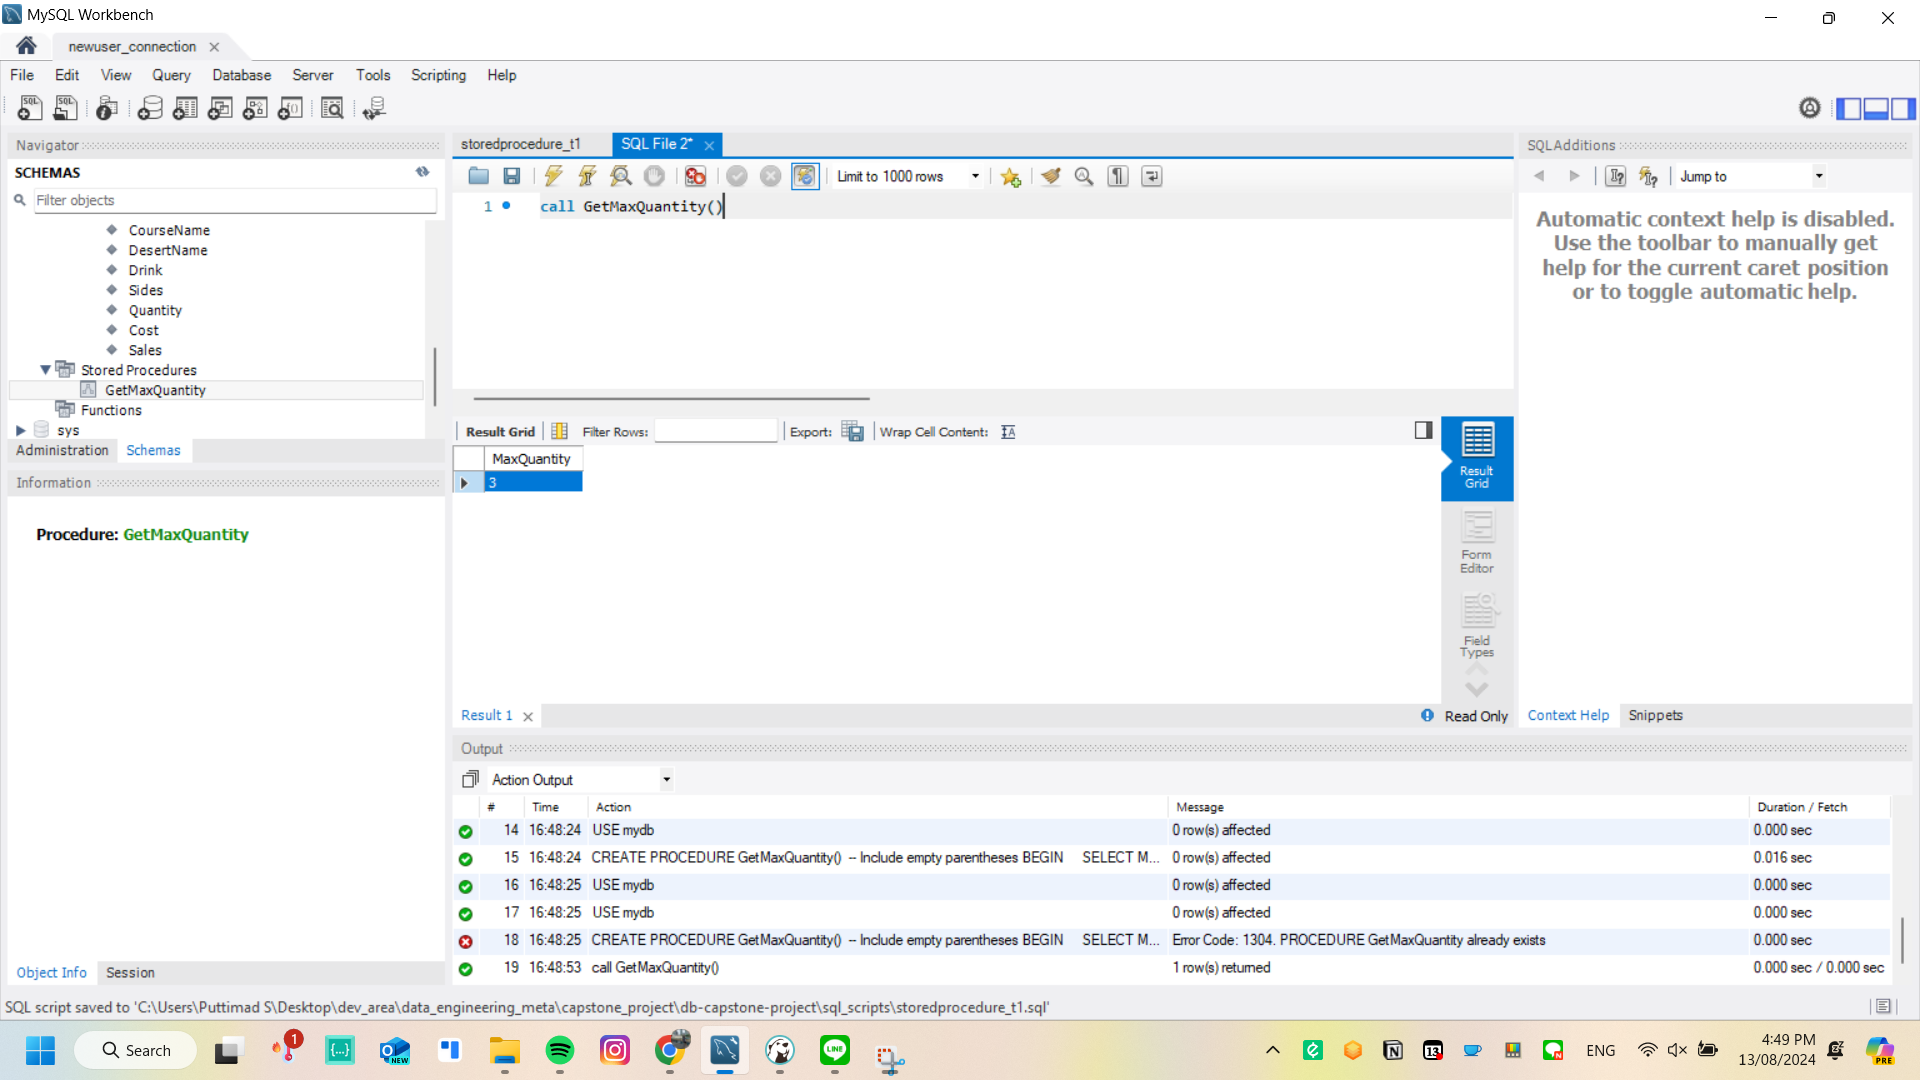 MySQL Workbench
newuser_connection
File Edit View Query Database Server Tools Scripting Help
Navigator
SCHEMAS
Filter objects
CourseName
DesertName
Drink
Sides
Quantity
Cost
Sales
Stored Procedures
GetMaxQuantity
Functions
sys
Administration Schemas
Information
Procedure: GetMaxQuantity
Object Info Session
storedprocedure_t1 SQL File 2*
Limit to 1000 rows
1 call GetMaxQuantity()
Result Grid Filter Rows: Export: Wrap Cell Content:
MaxQuantity
3
Result
Grid
Form
Editor
Field
Types
Result 1
Read Only
SQLAdditions
Jump to
Automatic context help is disabled.
Use the toolbar to manually get
help for the current caret position
or to toggle automatic help.
Context Help Snippets
Output
Action Output
# Time Action Message Duration / Fetch
14 16:48:24 USE mydb 0 row(s) affected 0.000 sec
15 16:48:24 CREATE PROCEDURE GetMaxQuantity() -- Include empty parentheses BEGIN SELECT M... 0 row(s) affected 0.016 sec
16 16:48:25 USE mydb 0 row(s) affected 0.000 sec
17 16:48:25 USE mydb 0 row(s) affected 0.000 sec
18 16:48:25 CREATE PROCEDURE GetMaxQuantity() -- Include empty parentheses BEGIN SELECT M... Error Code: 1304. PROCEDURE GetMaxQuantity already exists 0.000 sec
19 16:48:53 call GetMaxQuantity() 1 row(s) returned 0.000 sec / 0.000 sec
SQL script saved to 'C:\Users\Puttimad S\Desktop\dev_area\data_engineering_meta\capstone_project\db-capstone-project\sql_scripts\storedprocedure_t1.sql'
Search
1
NEW
LINE
13
ENG
4:49 PM
13/08/2024
PRE